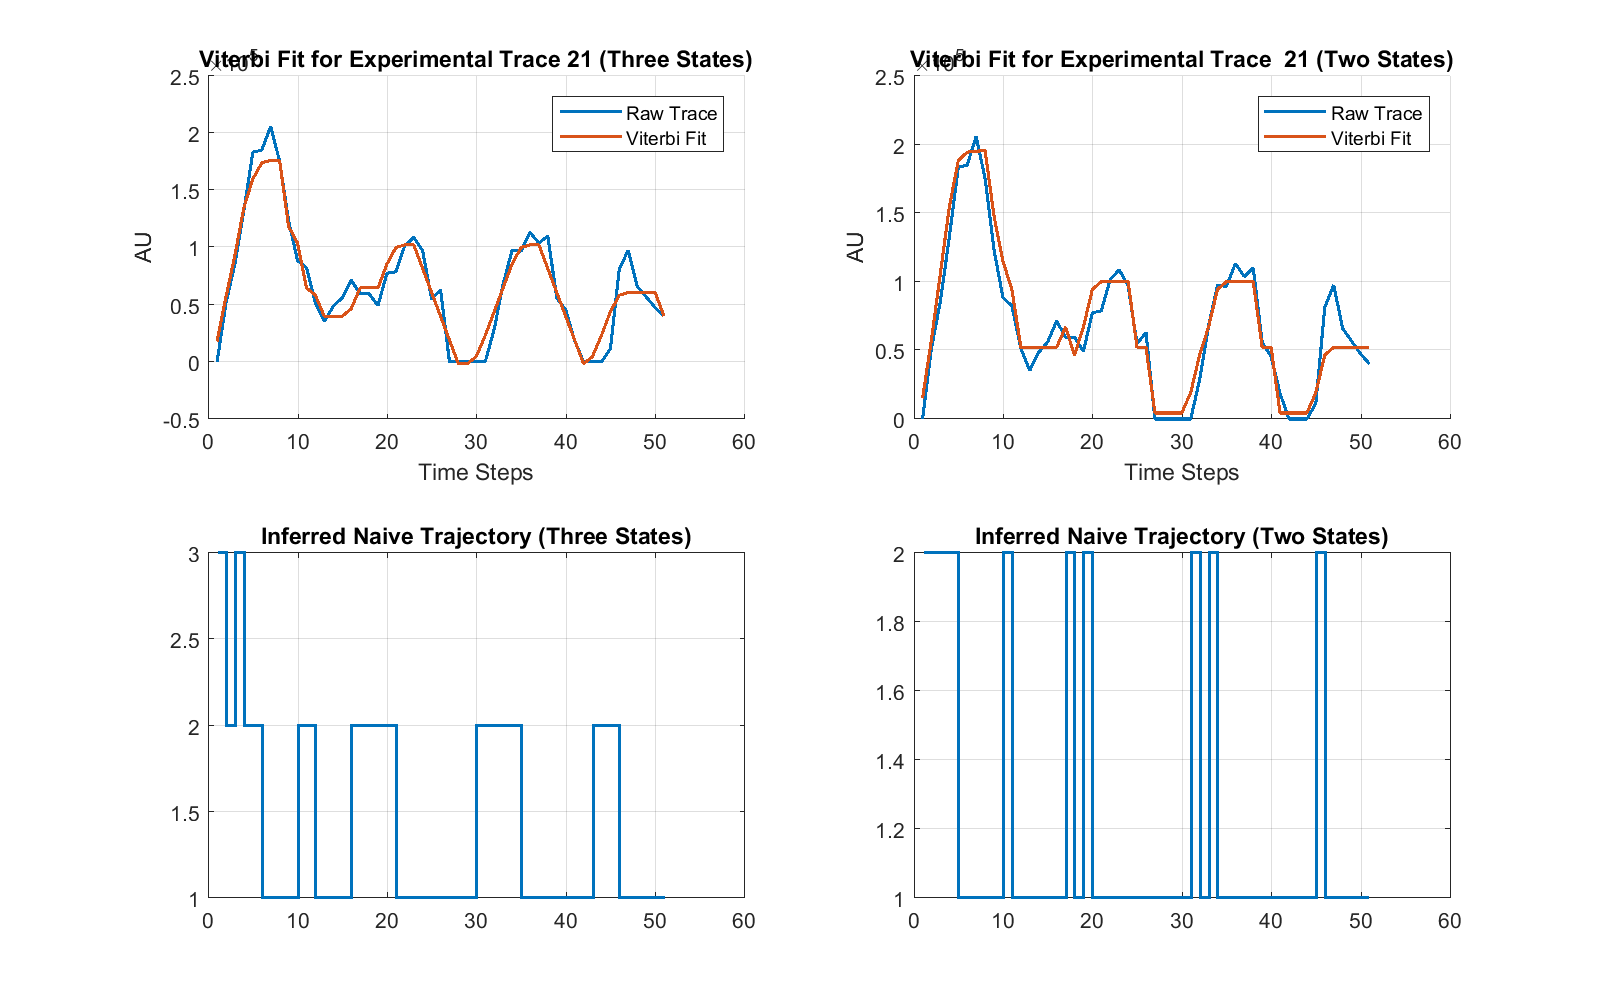 Viterbi Fit for Experimental Trace 21 (Three States)
×10^5
2.5
2
1.5
1
0.5
0
-0.5
AU
Raw Trace
Viterbi Fit
0 10 20 30 40 50 60
Time Steps
Viterbi Fit for Experimental Trace 21 (Two States)
×10^5
2.5
2
1.5
1
0.5
0
AU
Raw Trace
Viterbi Fit
0 10 20 30 40 50 60
Time Steps
Inferred Naive Trajectory (Three States)
3
2.5
2
1.5
1
0 10 20 30 40 50 60
Inferred Naive Trajectory (Two States)
2
1.8
1.6
1.4
1.2
1
0 10 20 30 40 50 60